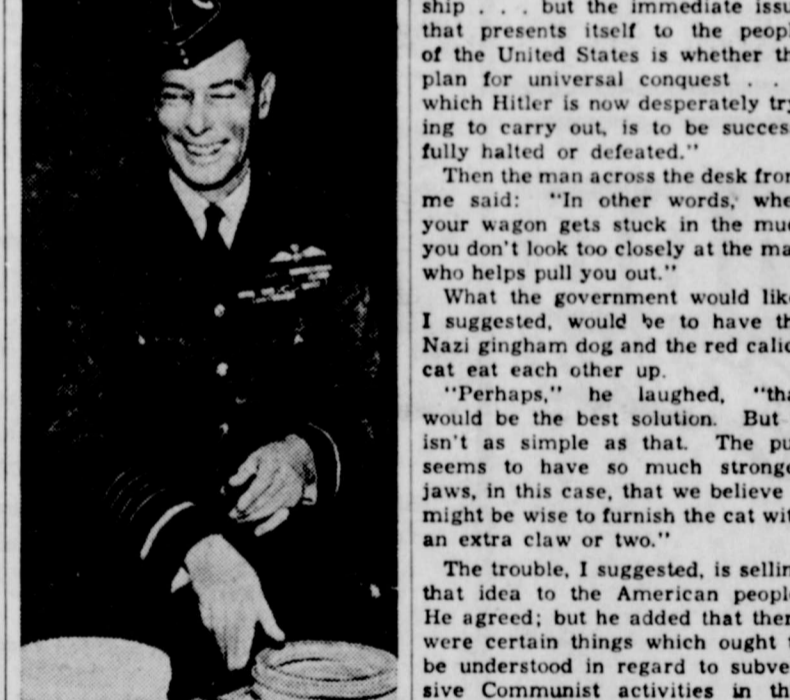 ship . . . but the immediate issu
that presents itself to the peopl
of the United States is whether th
plan for universal conquest . .
which Hitler is now desperately try
ing to carry out, is to be succes
fully halted or defeated."
Then the man across the desk from
me said: "In other words, whe
your wagon gets stuck in the mud
you don't look too closely at the ma
who helps pull you out."
What the government would like
I suggested, would be to have th
Nazi gingham dog and the red calic
cat eat each other up.
"Perhaps," he laughed, "tha
would be the best solution. But
isn't as simple as that. The pu
seems to have so much stronge
jaws, in this case, that we believe
might be wise to furnish the cat wit
an extra claw or two."
The trouble, I suggested, is sellin
that idea to the American people
He agreed; but he added that ther
were certain things which ought t
be understood in regard to subve
sive Communist activities in th